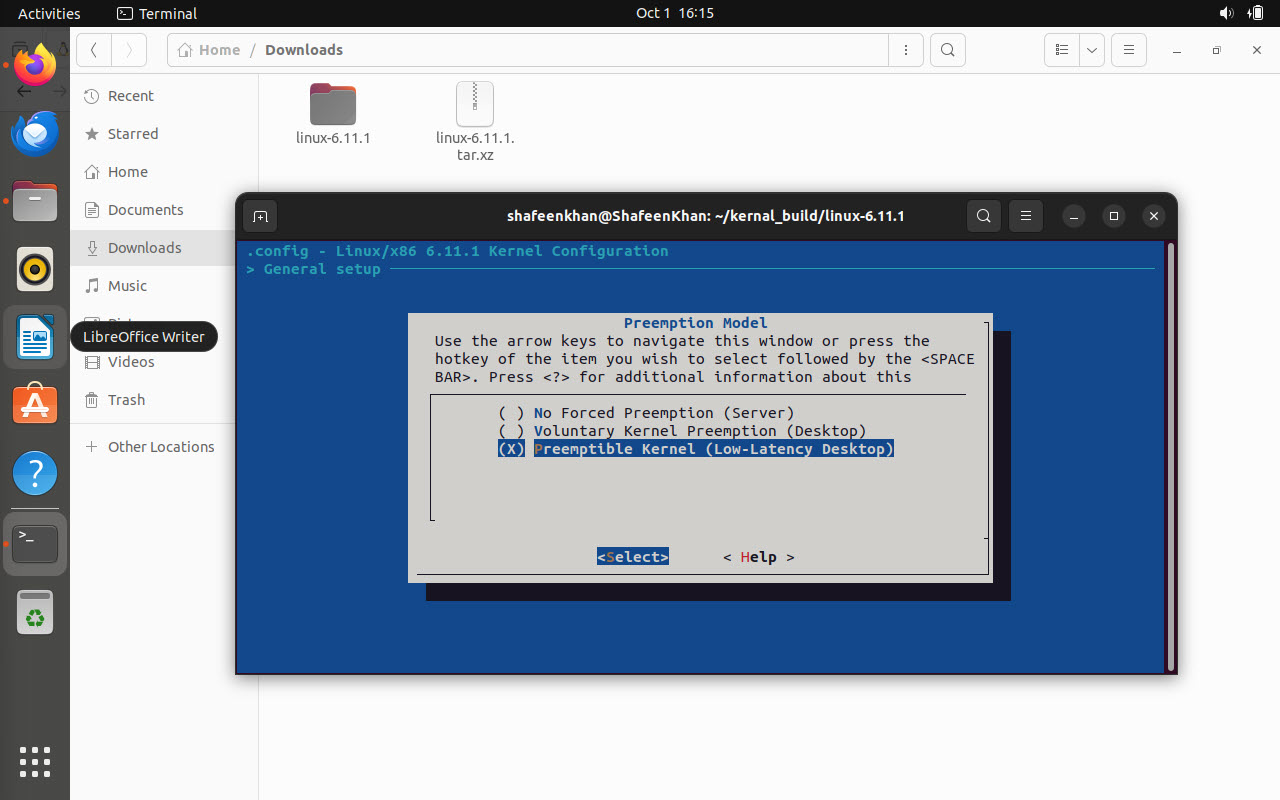 Activities
Terminal
Oct 1 16:15
Home / Downloads
Recent
Starred
Home
Documents
Downloads
Music
LibreOffice Writer
Videos
Trash
Other Locations
linux-6.11.1
linux-6.11.1.
tar.xz
shafeenkhan@ShafeenKhan: ~/kernal_build/linux-6.11.1
.config - Linux/x86 6.11.1 Kernel Configuration
> General setup
Preemption Model
Use the arrow keys to navigate this window or press the
hotkey of the item you wish to select followed by the <SPACE
BAR>. Press <?> for additional information about this
( ) No Forced Preemption (Server)
( ) Voluntary Kernel Preemption (Desktop)
(X) Preemptible Kernel (Low-Latency Desktop)
<Select> < Help >